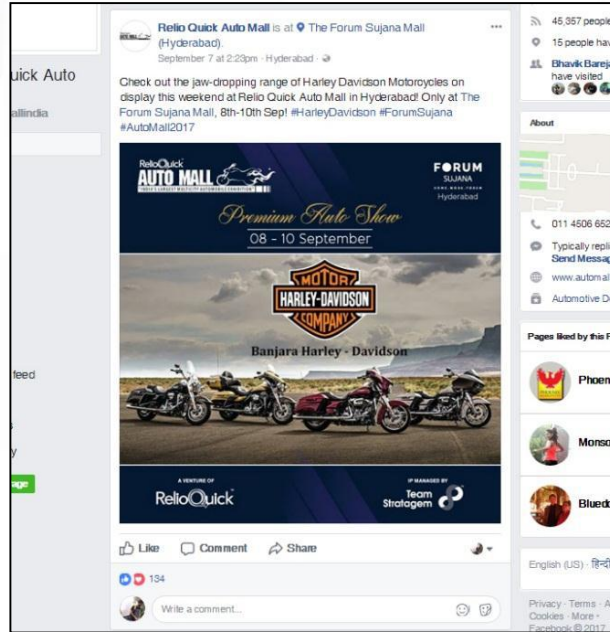 Relio Quick Auto Mall is at The Forum Sujana Mall
(Hyderabad).
September 7 at 2:23pm · Hyderabad ·
Check out the jaw-dropping range of Harley Davidson Motorcycles on
display this weekend at Relio Quick Auto Mall in Hyderabad! Only at The
Forum Sujana Mall, 8th-10th Sep! #HarleyDavidson #ForumSujana
#AutoMall2017
RelioQuick
AUTO MALL
FORUM
SUJANA
Hyderabad
Premium Auto Show
08 - 10 September
MOTOR
HARLEY-DAVIDSON
COMPANY
Banjara Harley - Davidson
A VENTURE OF
RelioQuick
IP MANAGED BY
Team
Stratagem
Like Comment Share
134
Write a comment...
uick Auto
allindia
feed
s
y
age
45,357 people
15 people hav
Bhavik Bareja
have visited
About
011 4506 652
Typically repli
Send Messag
www.automal
Automotive D
Pages liked by this P
Phoen
Monso
Bluedo
English (US) · हिन्दी
Privacy · Terms · A
Cookies · More
Facebook © 2017